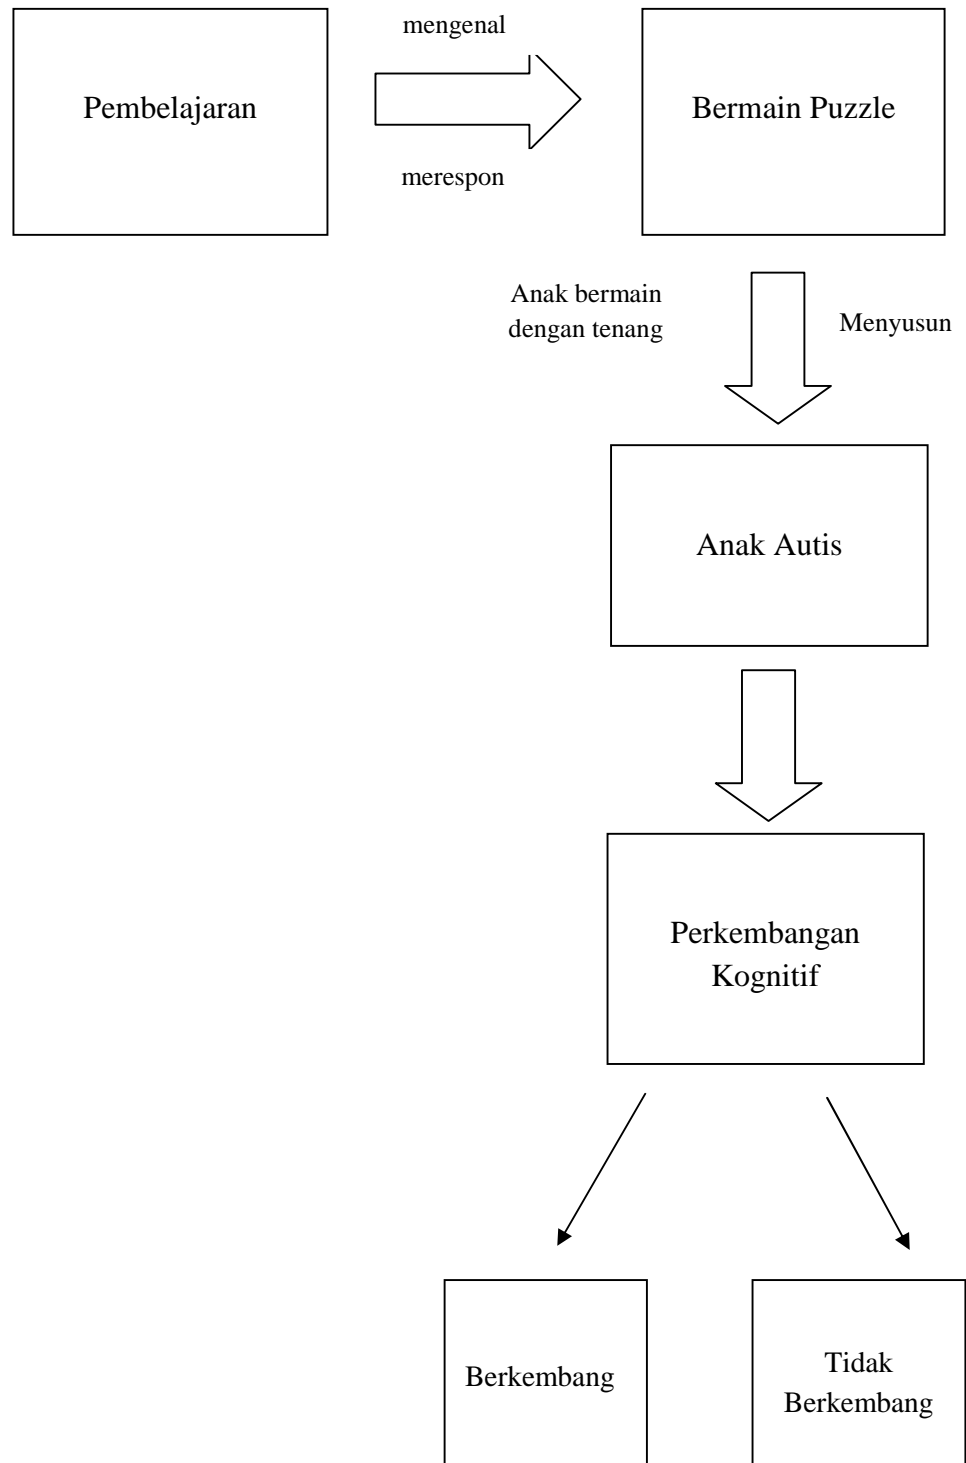 mengenal
Pembelajaran
Bermain Puzzle
merespon
Anak bermain
dengan tenang
Menyusun
Anak Autis
Perkembangan
Kognitif
Berkembang
Tidak
Berkembang